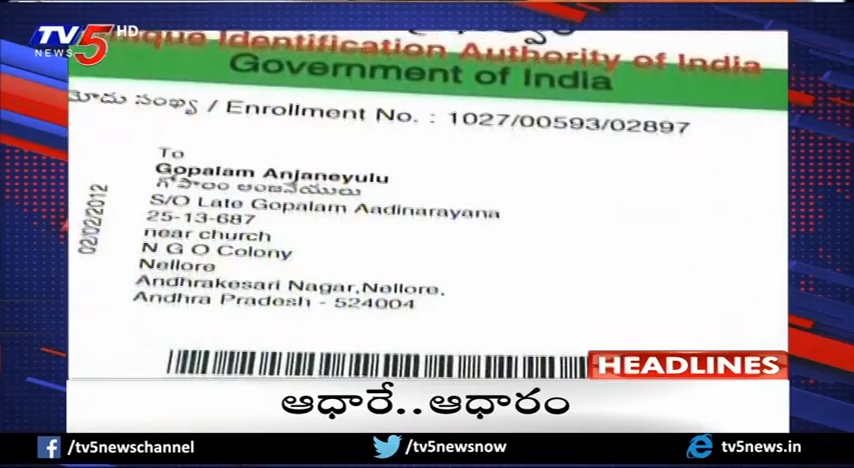 TV5 HD
NEWS
Unique Identification Authority of India
Government of India
మోదు సంఖ్య / Enrollment No. : 1027/00593/02897
To
Gopalam Anjaneyulu
గోపాలం ఆంజనేయులు
S/O Late Gopalam Aadinarayana
25-13-687
near church
N G O Colony
Nellore
Andhrakesari Nagar,Nellore,
Andhra Pradesh - 524004
02/02/2012
HEADLINES
ఆధారే..ఆధారం
/tv5newschannel
/tv5newsnow
tv5news.in